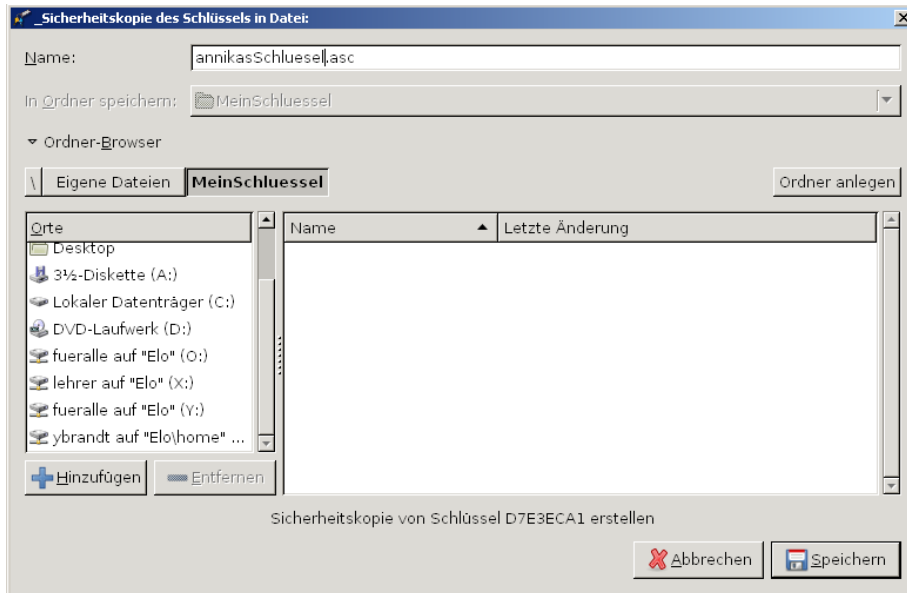 _Sicherheitskopie des Schlüssels in Datei:
Name: annikasSchluesel.asc
In Ordner speichern: MeinSchluessel
Ordner-Browser
\ Eigene Dateien MeinSchluessel Ordner anlegen
Orte Name Letzte Änderung
Desktop
3½-Diskette (A:)
Lokaler Datenträger (C:)
DVD-Laufwerk (D:)
fueralle auf "Elo" (O:)
lehrer auf "Elo" (X:)
fueralle auf "Elo" (Y:)
ybrandt auf "Elo\home" ...
Hinzufügen Entfernen
Sicherheitskopie von Schlüssel D7E3ECA1 erstellen
Abbrechen Speichern